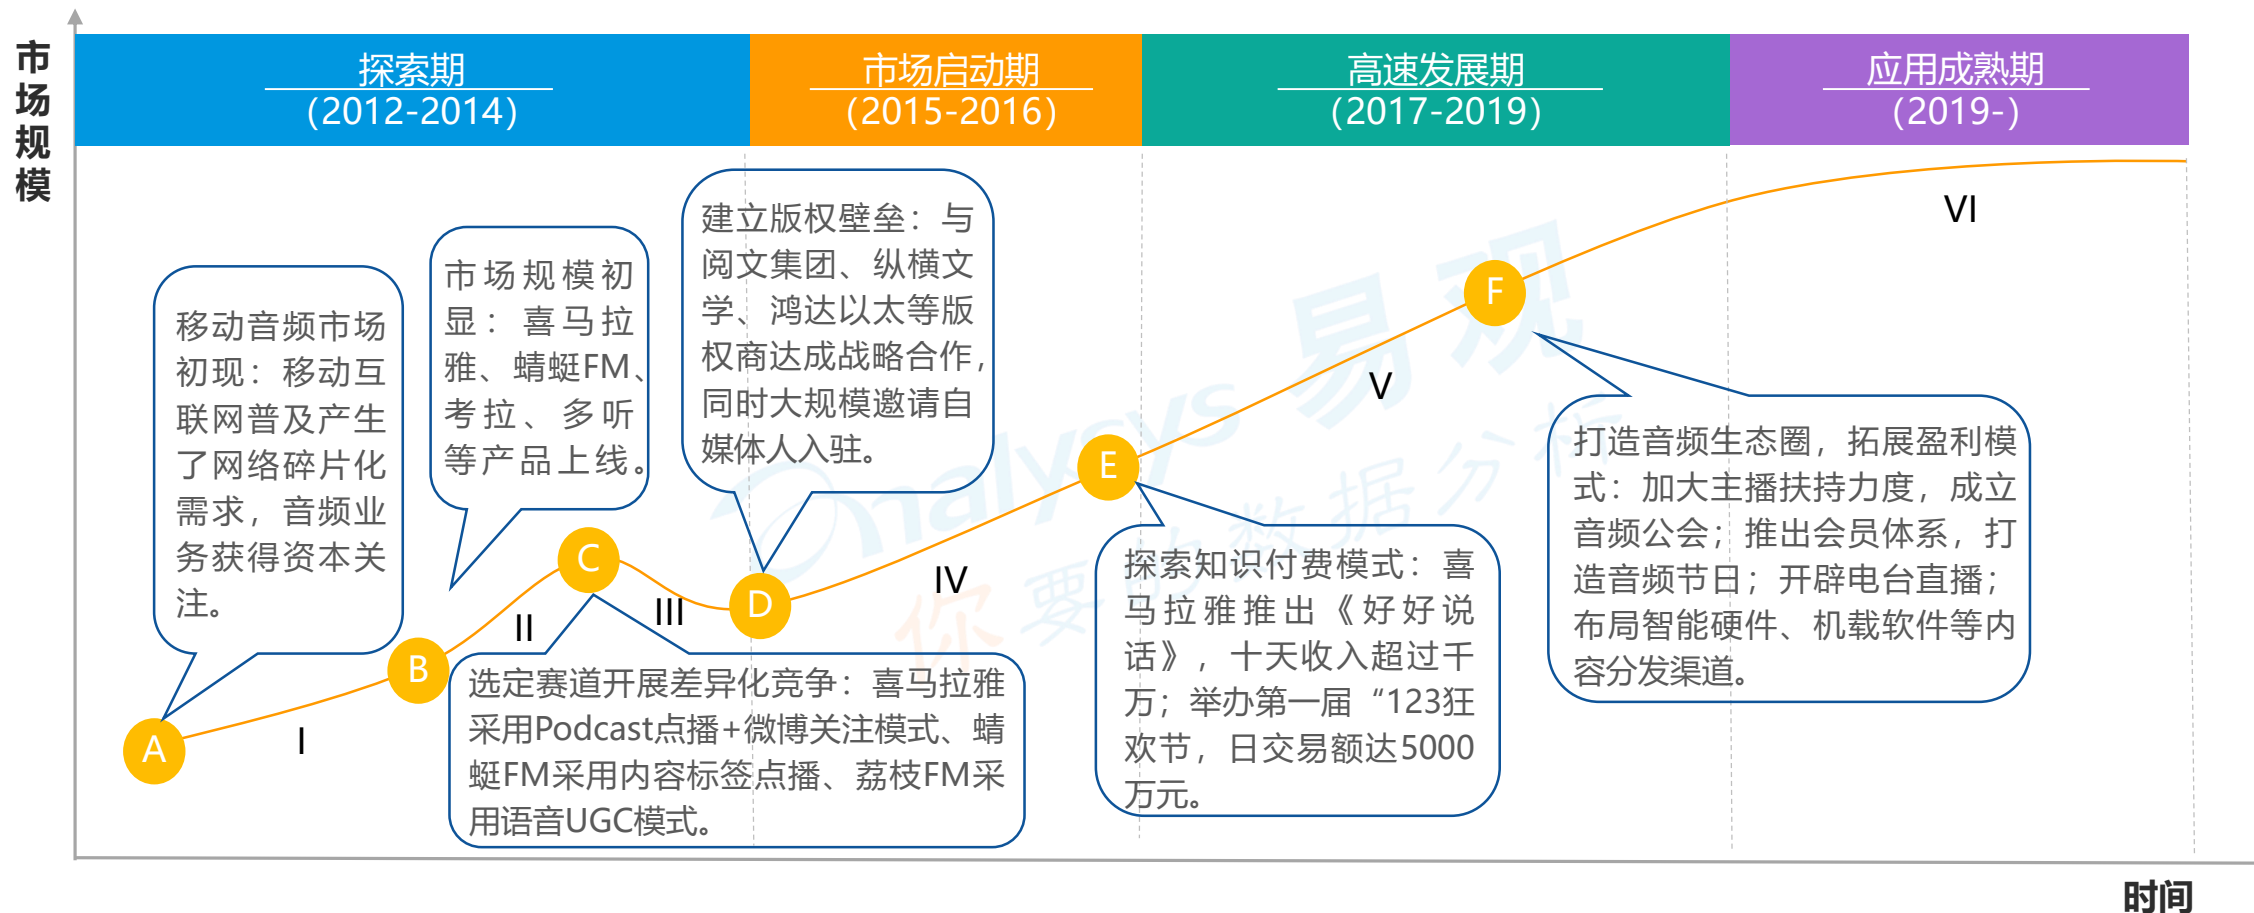 市场规模
探索期
(2012-2014)
市场启动期
(2015-2016)
高速发展期
(2017-2019)
应用成熟期
(2019-)
移动音频市场
初现：移动互
联网普及产生
了网络碎片化
需求，音频业
务获得资本关
注。
市场规模初
显：喜马拉
雅、蜻蜓FM、
考拉、多听
等产品上线。
建立版权壁垒：与
阅文集团、纵横文
学、鸿达以太等版
权商达成战略合作，
同时大规模邀请自
媒体人入驻。
选定赛道开展差异化竞争：喜马拉雅
采用Podcast点播+微博关注模式、蜻
蜓FM采用内容标签点播、荔枝FM采
用语音UGC模式。
探索知识付费模式：喜
马拉雅推出《好好说
话》，十天收入超过千
万；举办第一届“123狂
欢节，日交易额达5000
万元。
打造音频生态圈，拓展盈利模
式：加大主播扶持力度，成立
音频公会；推出会员体系，打
造音频节日；开辟电台直播；
布局智能硬件、机载软件等内
容分发渠道。
A
B
C
D
E
F
I
II
III
IV
V
VI
nalysys 易观
你要的数据分析
时间